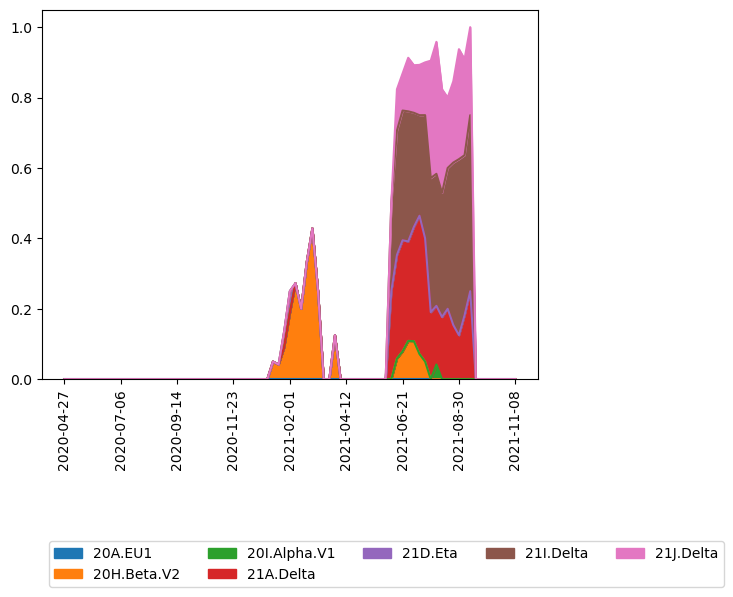 1.0
0.8
0.6
0.4
0.2
0.0
2020-04-27
2020-07-06
2020-09-14
2020-11-23
2021-02-01
2021-04-12
2021-06-21
2021-08-30
2021-11-08
20A.EU1
20I.Alpha.V1
21D.Eta
21I.Delta
21J.Delta
20H.Beta.V2
21A.Delta